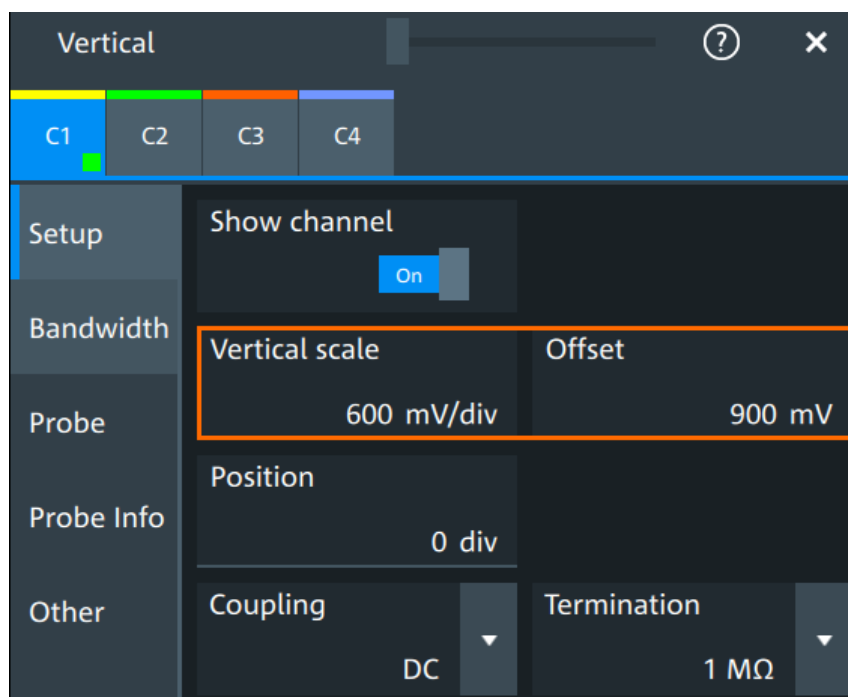 Vertical
?
C1 C2 C3 C4
Setup
Show channel
On
Bandwidth
Vertical scale Offset
600 mV/div 900 mV
Probe
Position
Probe Info
0 div
Other
Coupling Termination
DC 1 MΩ